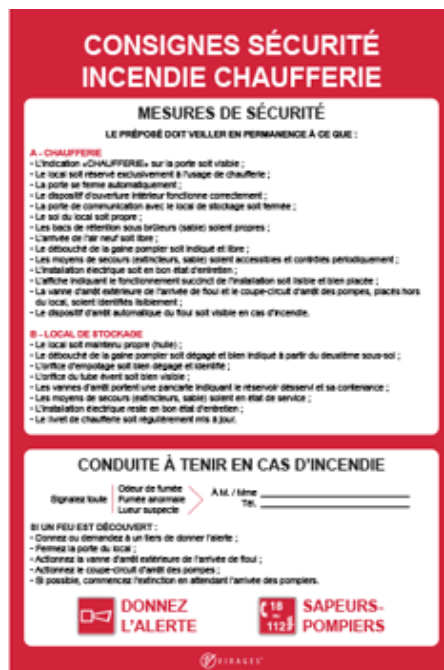 CONSIGNES SÉCURITÉ
INCENDIE CHAUFFERIE
MESURES DE SÉCURITÉ
LE PRÉPOSÉ DOIT VEILLER EN PERMANENCE À CE QUE :
A - CHAUFFERIE
- L'indication «CHAUFFERIE» sur la porte soit visible ;
- Le local soit réservé exclusivement à l'usage de chaufferie ;
- La porte se ferme automatiquement ;
- Le dispositif d'ouverture intérieur fonctionne correctement ;
- La porte de communication avec le local de stockage soit fermée ;
- Le sol du local soit propre ;
- Les bacs de rétention sous brûleurs (sable) soient propres ;
- L'arrivée de l'air neuf soit libre ;
- Le débouché de la gaine pompier soit indiqué et libre ;
- Les moyens de secours (extincteurs, sable) soient accessibles et contrôlés périodiquement ;
- L'installation électrique soit en bon état d'entretien ;
- L'affiche indiquant le fonctionnement succinct de l'installation soit lisible et bien placée ;
- La vanne d'arrêt extérieure de l'arrivée de fioul et le coupe-circuit d'arrêt des pompes, placés hors
du local, soient identifiés lisiblement ;
- Le dispositif d'arrêt automatique du fioul soit visible en cas d'incendie.
B - LOCAL DE STOCKAGE
- Le local soit maintenu propre (huile) ;
- Le débouché de la gaine pompier soit dégagé et bien indiqué à partir du deuxième sous-sol ;
- L'orifice d'empotage soit bien dégagé et identifié ;
- L'orifice du tube évent soit bien visible ;
- Les vannes d'arrêt portent une pancarte indiquant le réservoir desservi et sa contenance ;
- Les moyens de secours (extincteurs, sable) soient en état de service ;
- L'installation électrique reste en bon état d'entretien ;
- Le livret de chaufferie soit régulièrement mis à jour.
CONDUITE À TENIR EN CAS D'INCENDIE
Signalez toute
Odeur de fumée
Fumée anormale
Lueur suspecte
À M. / Mme
Tél.
SI UN FEU EST DÉCOUVERT :
- Donnez ou demandez à un tiers de donner l'alerte ;
- Fermez la porte du local ;
- Actionnez la vanne d'arrêt extérieure de l'arrivée de fioul ;
- Actionnez le coupe-circuit d'arrêt des pompes ;
- Si possible, commencez l'extinction en attendant l'arrivée des pompiers.
DONNEZ
L'ALERTE
18
112
SAPEURS-
POMPIERS
VIRAGES